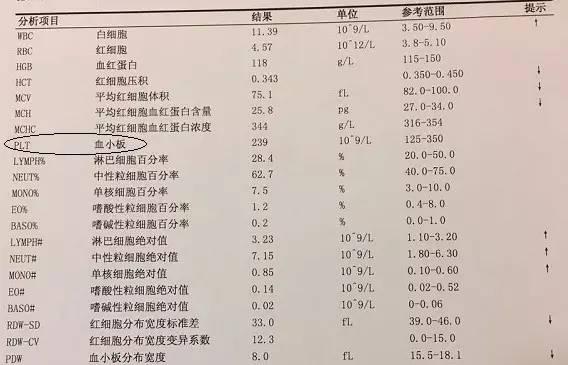 分析项目 结果 单位 参考范围 提示
WBC 白细胞 11.39 10^9/L 3.50-9.50 ↑
RBC 红细胞 4.57 10^12/L 3.8-5.10
HGB 血红蛋白 118 g/L 115-150
HCT 红细胞压积 0.343 0.350-0.450 ↓
MCV 平均红细胞体积 75.1 fL 82.0-100.0 ↓
MCH 平均红细胞血红蛋白含量 25.8 pg 27.0-34.0 ↓
MCHC 平均红细胞血红蛋白浓度 344 g/L 316-354
PLT 血小板 239 10^9/L 125-350
LYMPH% 淋巴细胞百分率 28.4 % 20.0-50.0
NEUT% 中性粒细胞百分率 62.7 % 40.0-75.0
MONO% 单核细胞百分率 7.5 % 3.0-10.0
EO% 嗜酸性粒细胞百分率 1.2 % 0.4-8.0
BASO% 嗜碱性粒细胞百分率 0.2 % 0.0-1.0
LYMPH# 淋巴细胞绝对值 3.23 10^9/L 1.10-3.20 ↑
NEUT# 中性粒细胞绝对值 7.15 10^9/L 1.80-6.30 ↑
MONO# 单核细胞绝对值 0.85 10^9/L 0.10-0.60 ↑
EO# 嗜酸性粒细胞绝对值 0.14 10^9/L 0.02-0.52
BASO# 嗜碱性粒细胞绝对值 0.02 10^9/L 0-0.06
RDW-SD 红细胞分布宽度标准差 33.0 fL 39.0-46.0 ↓
RDW-CV 红细胞分布宽度变异系数 12.3 0.0-15.0
PDW 血小板分布宽度 8.0 fL 15.5-18.1 ↓